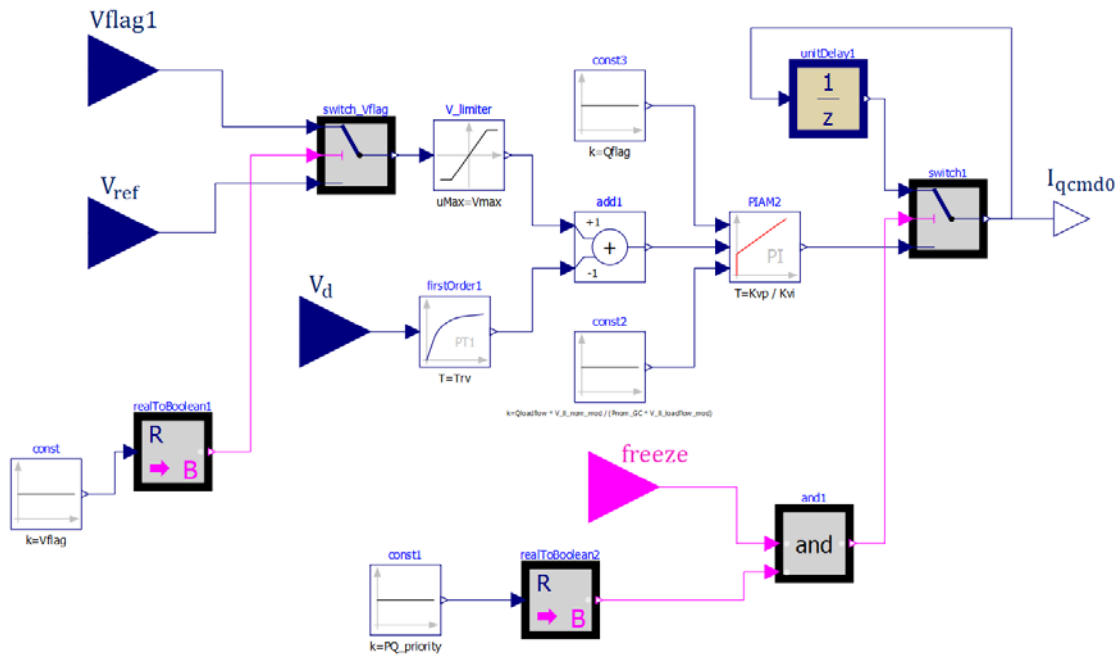 Vflag1
unitDelay1
const3
1
z
switch_Vflag
V_limiter
k=Qflag
switch1
uMax=Vmax
Vref
add1
PIAM2
Iqcmd0
+1
+
-1
PI
Vd
firstOrder1
T=Kvp / Kvi
PT1
const2
T=Trv
k=Qloadflow * V_ll_nom_mod / (Pnom_GC * V_ll_loadflow_mod)
realToBoolean1
R
B
const
freeze
k=Vflag
and1
and
const1
realToBoolean2
R
B
k=PQ_priority